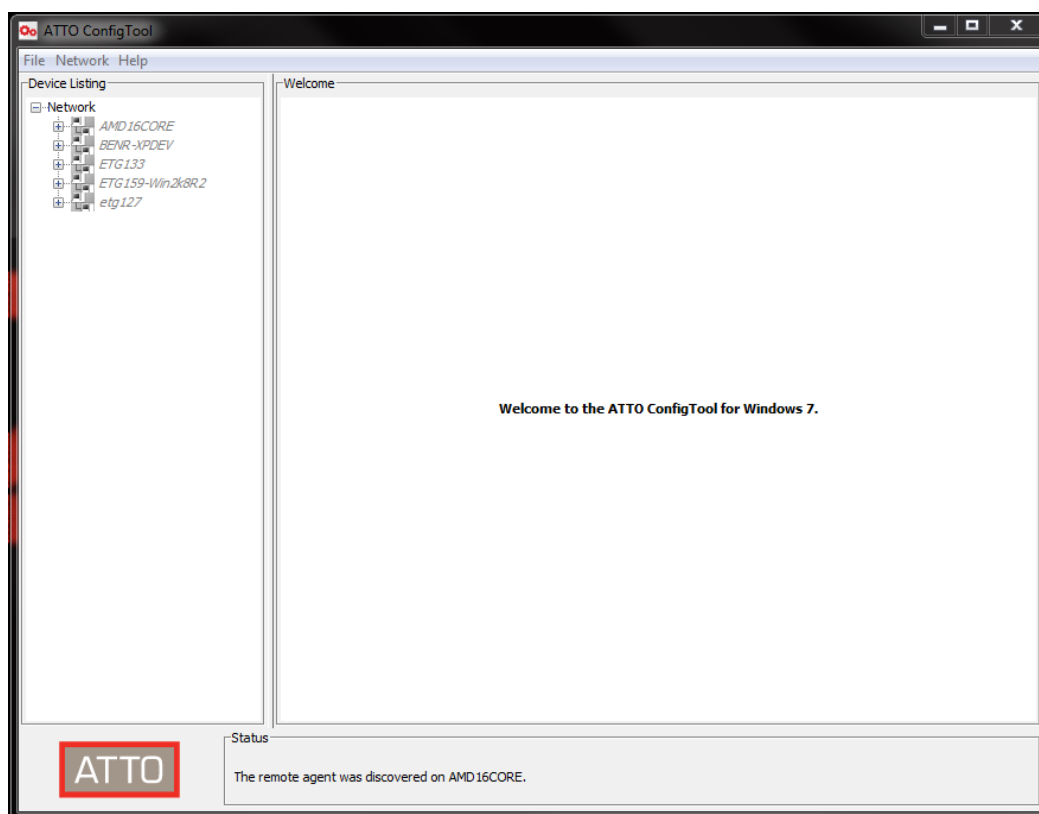 ATTO ConfigTool
File Network Help
Device Listing
Welcome
Network
AMD16CORE
BENR-XPDEV
ETG133
ETG159-Win2k8R2
etg127
Welcome to the ATTO ConfigTool for Windows 7.
Status
ATTO
The remote agent was discovered on AMD16CORE.